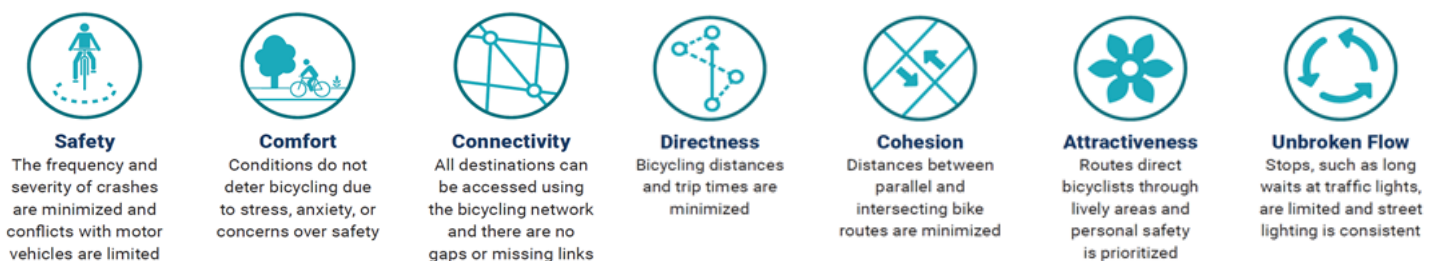 Safety
The frequency and
severity of crashes
are minimized and
conflicts with motor
vehicles are limited
Comfort
Conditions do not
deter bicycling due
to stress, anxiety, or
concerns over safety
Connectivity
All destinations can
be accessed using
the bicycling network
and there are no
gaps or missing links
Directness
Bicycling distances
and trip times are
minimized
Cohesion
Distances between
parallel and
intersecting bike
routes are minimized
Attractiveness
Routes direct
bicyclists through
lively areas and
personal safety
is prioritized
Unbroken Flow
Stops, such as long
waits at traffic lights,
are limited and street
lighting is consistent